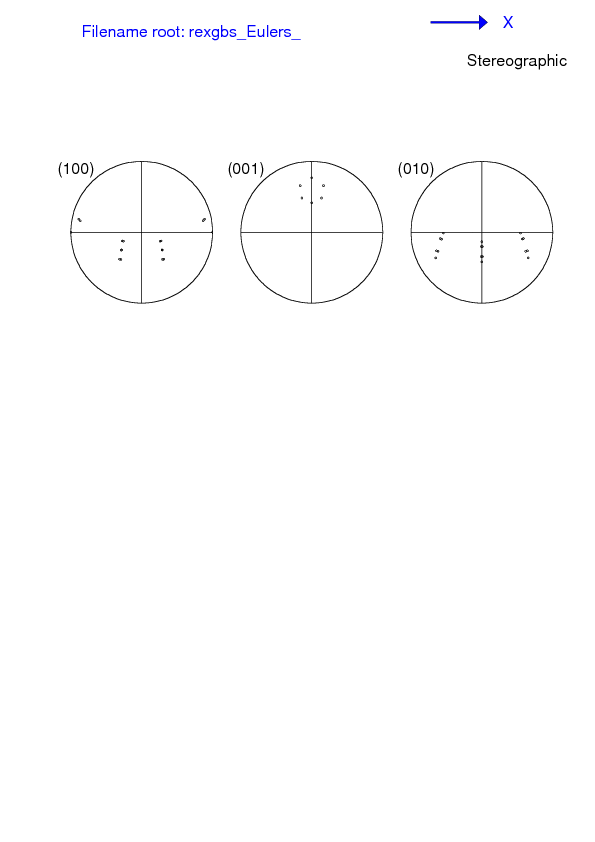 X
Filename root: rexgbs_Eulers_
Stereographic
(100)
(001)
(010)